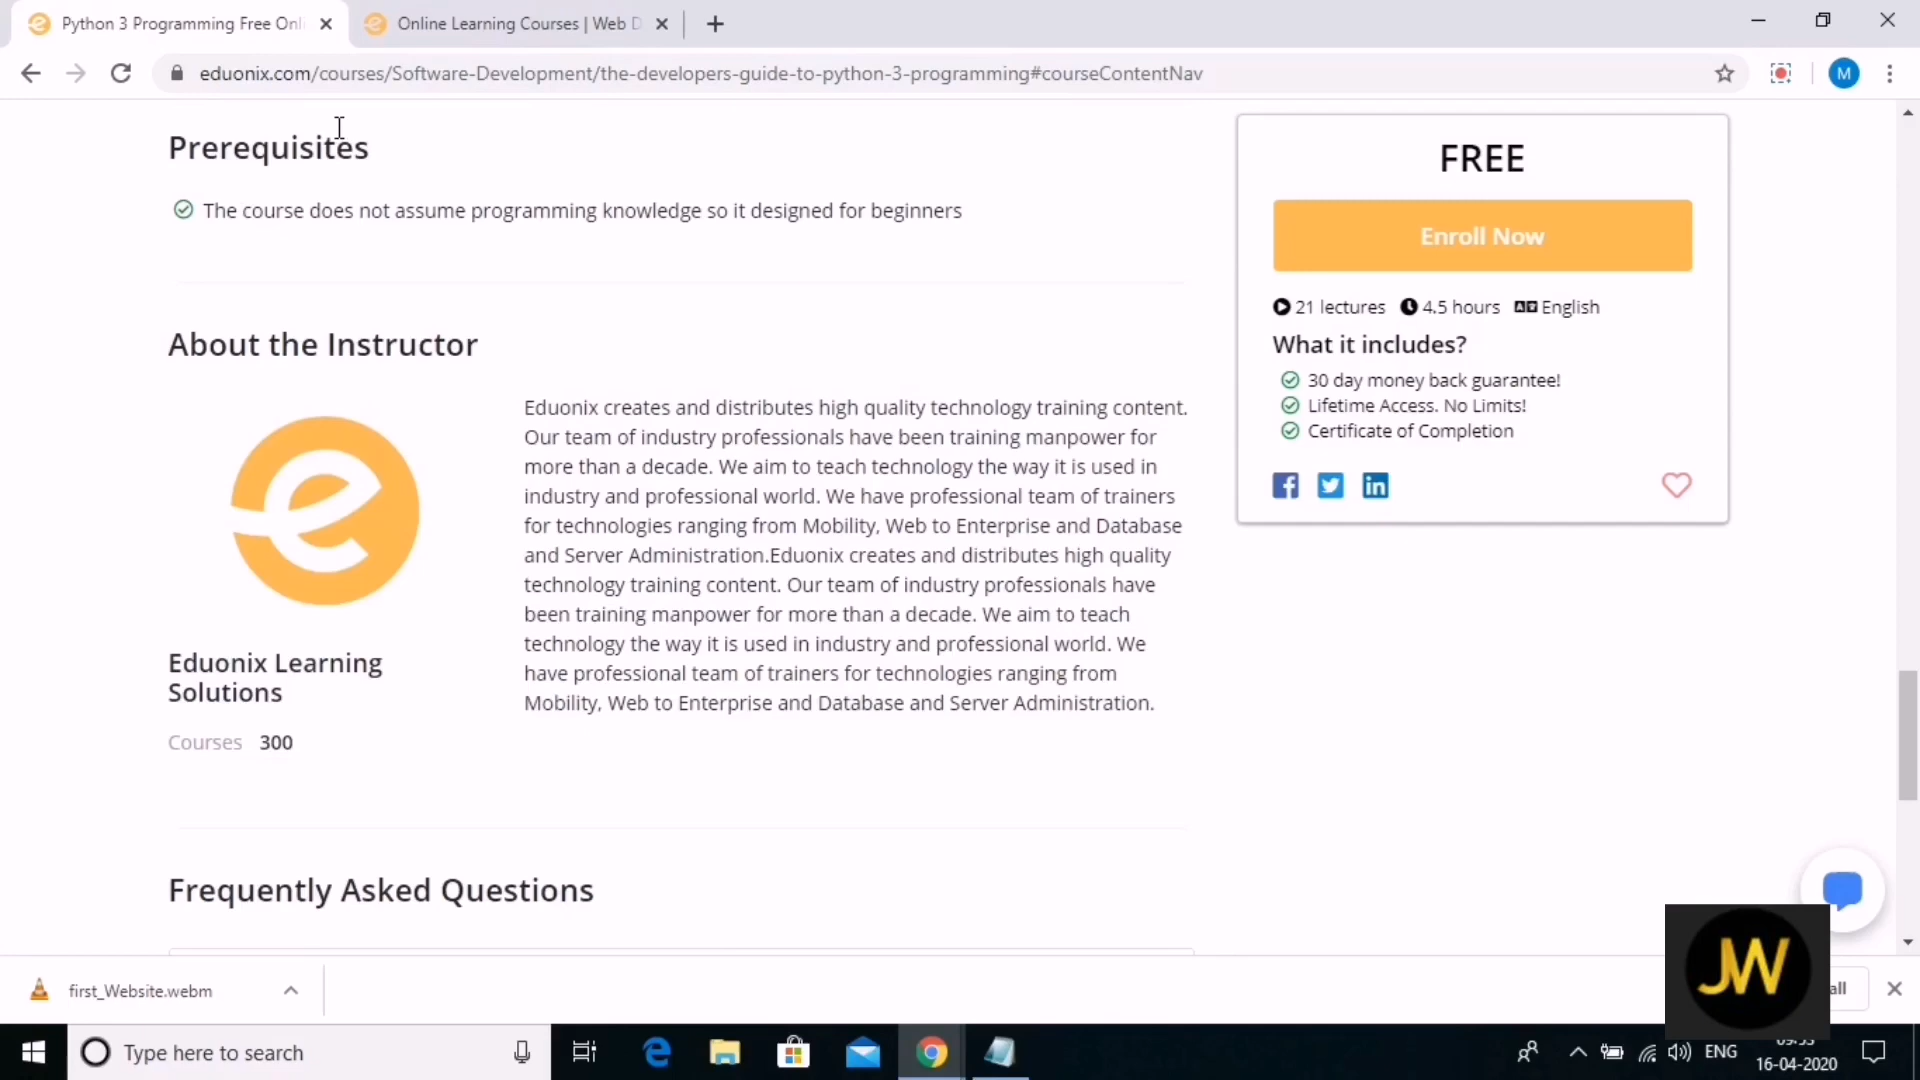 Python 3 Programming Free Onli
Online Learning Courses | Web D
eduonix.com/courses/Software-Development/the-developers-guide-to-python-3-programming#courseContentNav
M
Prerequisites
The course does not assume programming knowledge so it designed for beginners
About the Instructor
Eduonix creates and distributes high quality technology training content.
Our team of industry professionals have been training manpower for
more than a decade. We aim to teach technology the way it is used in
industry and professional world. We have professional team of trainers
for technologies ranging from Mobility, Web to Enterprise and Database
and Server Administration.Eduonix creates and distributes high quality
technology training content. Our team of industry professionals have
been training manpower for more than a decade. We aim to teach
technology the way it is used in industry and professional world. We
have professional team of trainers for technologies ranging from
Mobility, Web to Enterprise and Database and Server Administration.
Eduonix Learning
Solutions
Courses 300
Frequently Asked Questions
FREE
Enroll Now
21 lectures 4.5 hours English
What it includes?
30 day money back guarantee!
Lifetime Access. No Limits!
Certificate of Completion
first_Website.webm
all
JW
Type here to search
ENG
16-04-2020